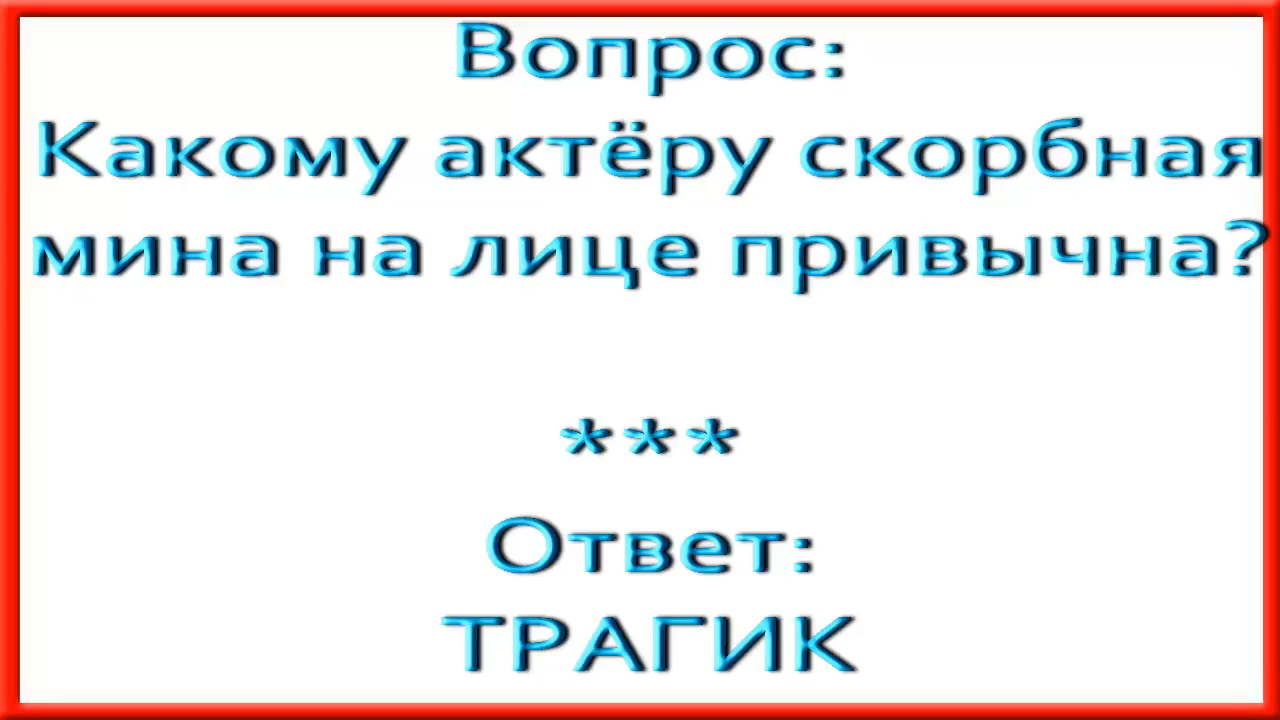 Вопрос:
Какому актёру скорбная
мина на лице привычна?
***
Ответ:
ТРАГИК